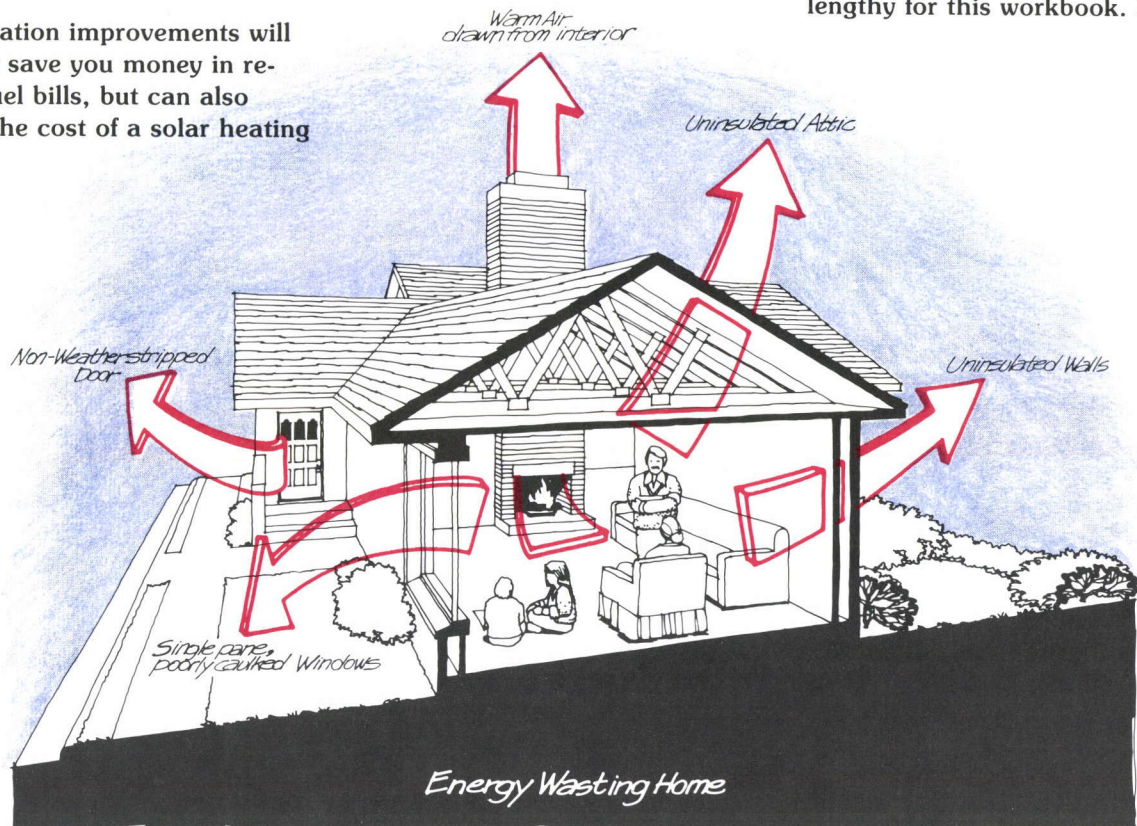 lengthy for this workbook.
ation improvements will
save you money in re-
uel bills, but can also
he cost of a solar heating
Warm Air
drawn from interior
Uninsulated Attic
Non-Weatherstripped
Door
Uninsulated Walls
Single pane,
poorly caulked Windows
Energy Wasting Home